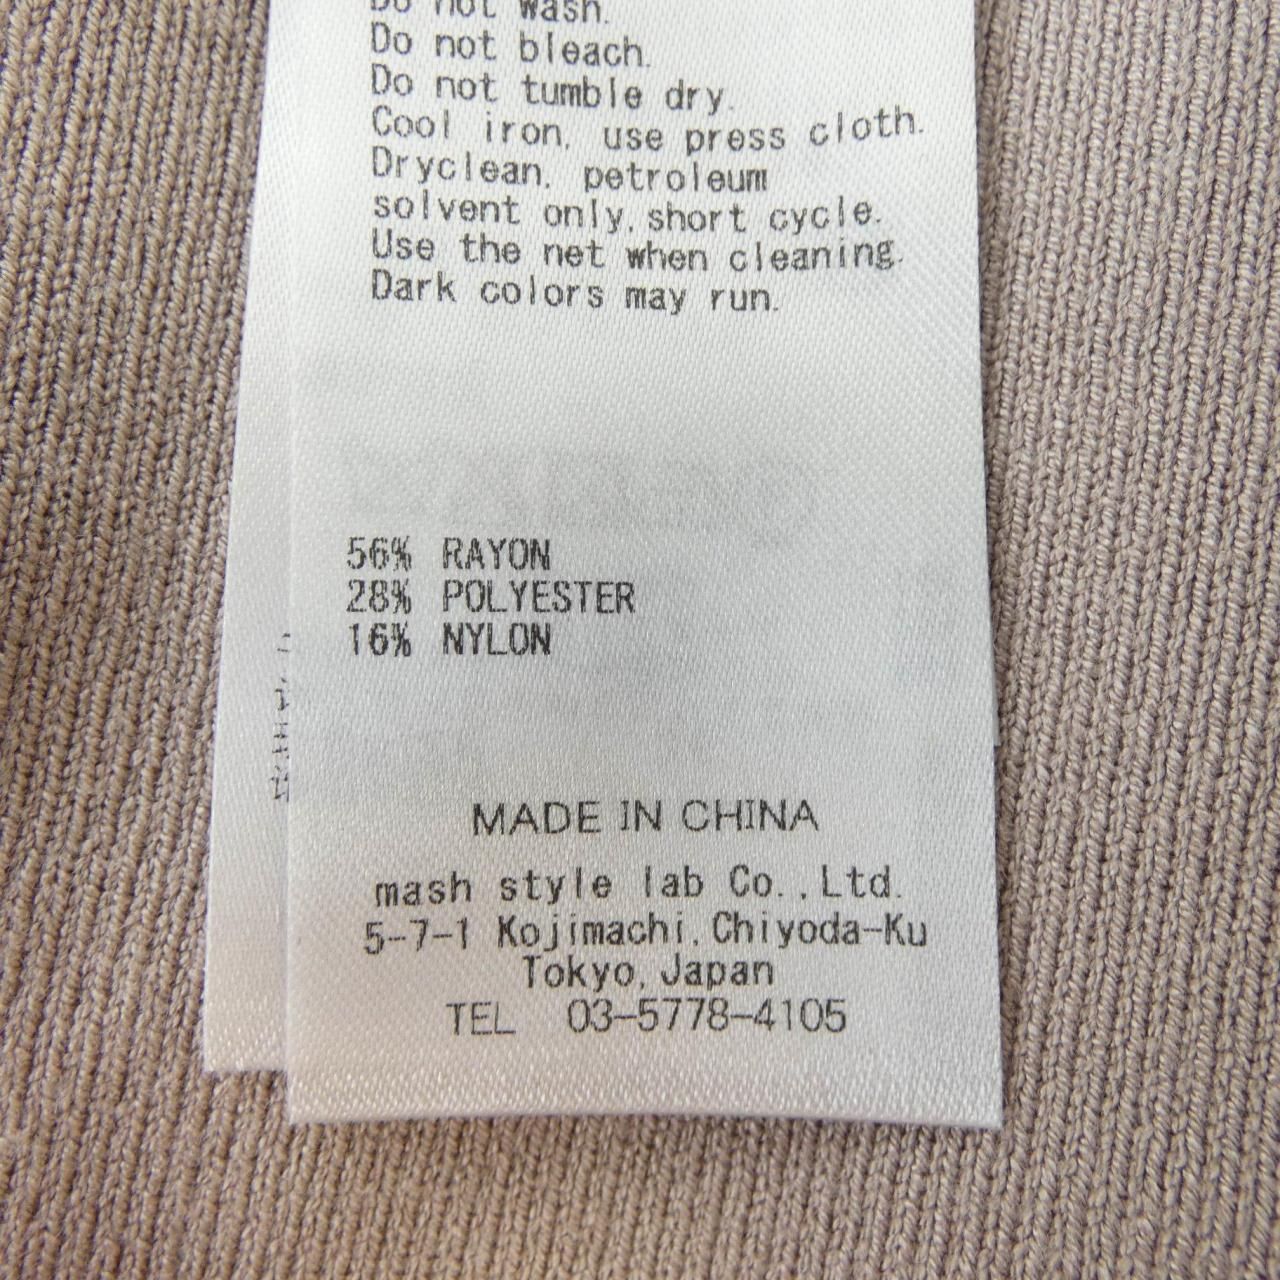 Do not wash.
Do not bleach.
Do not tumble dry.
Cool iron, use press cloth.
Dryclean, petroleum
solvent only,short cycle.
Use the net when cleaning.
Dark colors may run.
56% RAYON
28% POLYESTER
16% NYLON
MADE IN CHINA
mash style lab Co.,Ltd.
5-7-1 Kojimachi,Chiyoda-Ku
Tokyo,Japan
TEL 03-5778-4105